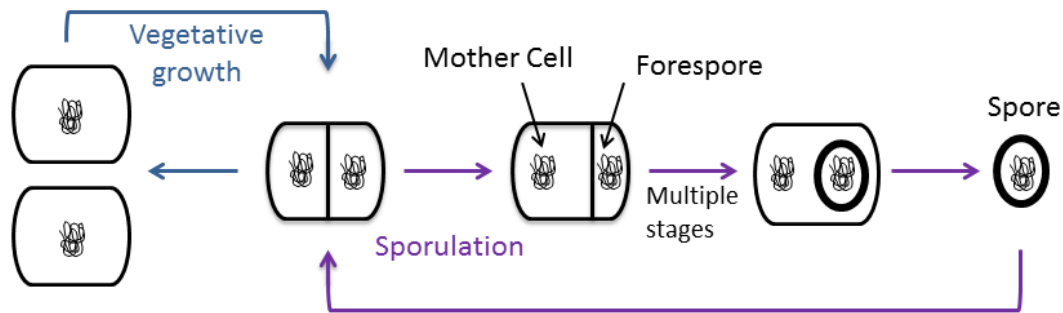 Vegetative
growth
Mother Cell
Forespore
Spore
Multiple
stages
Sporulation